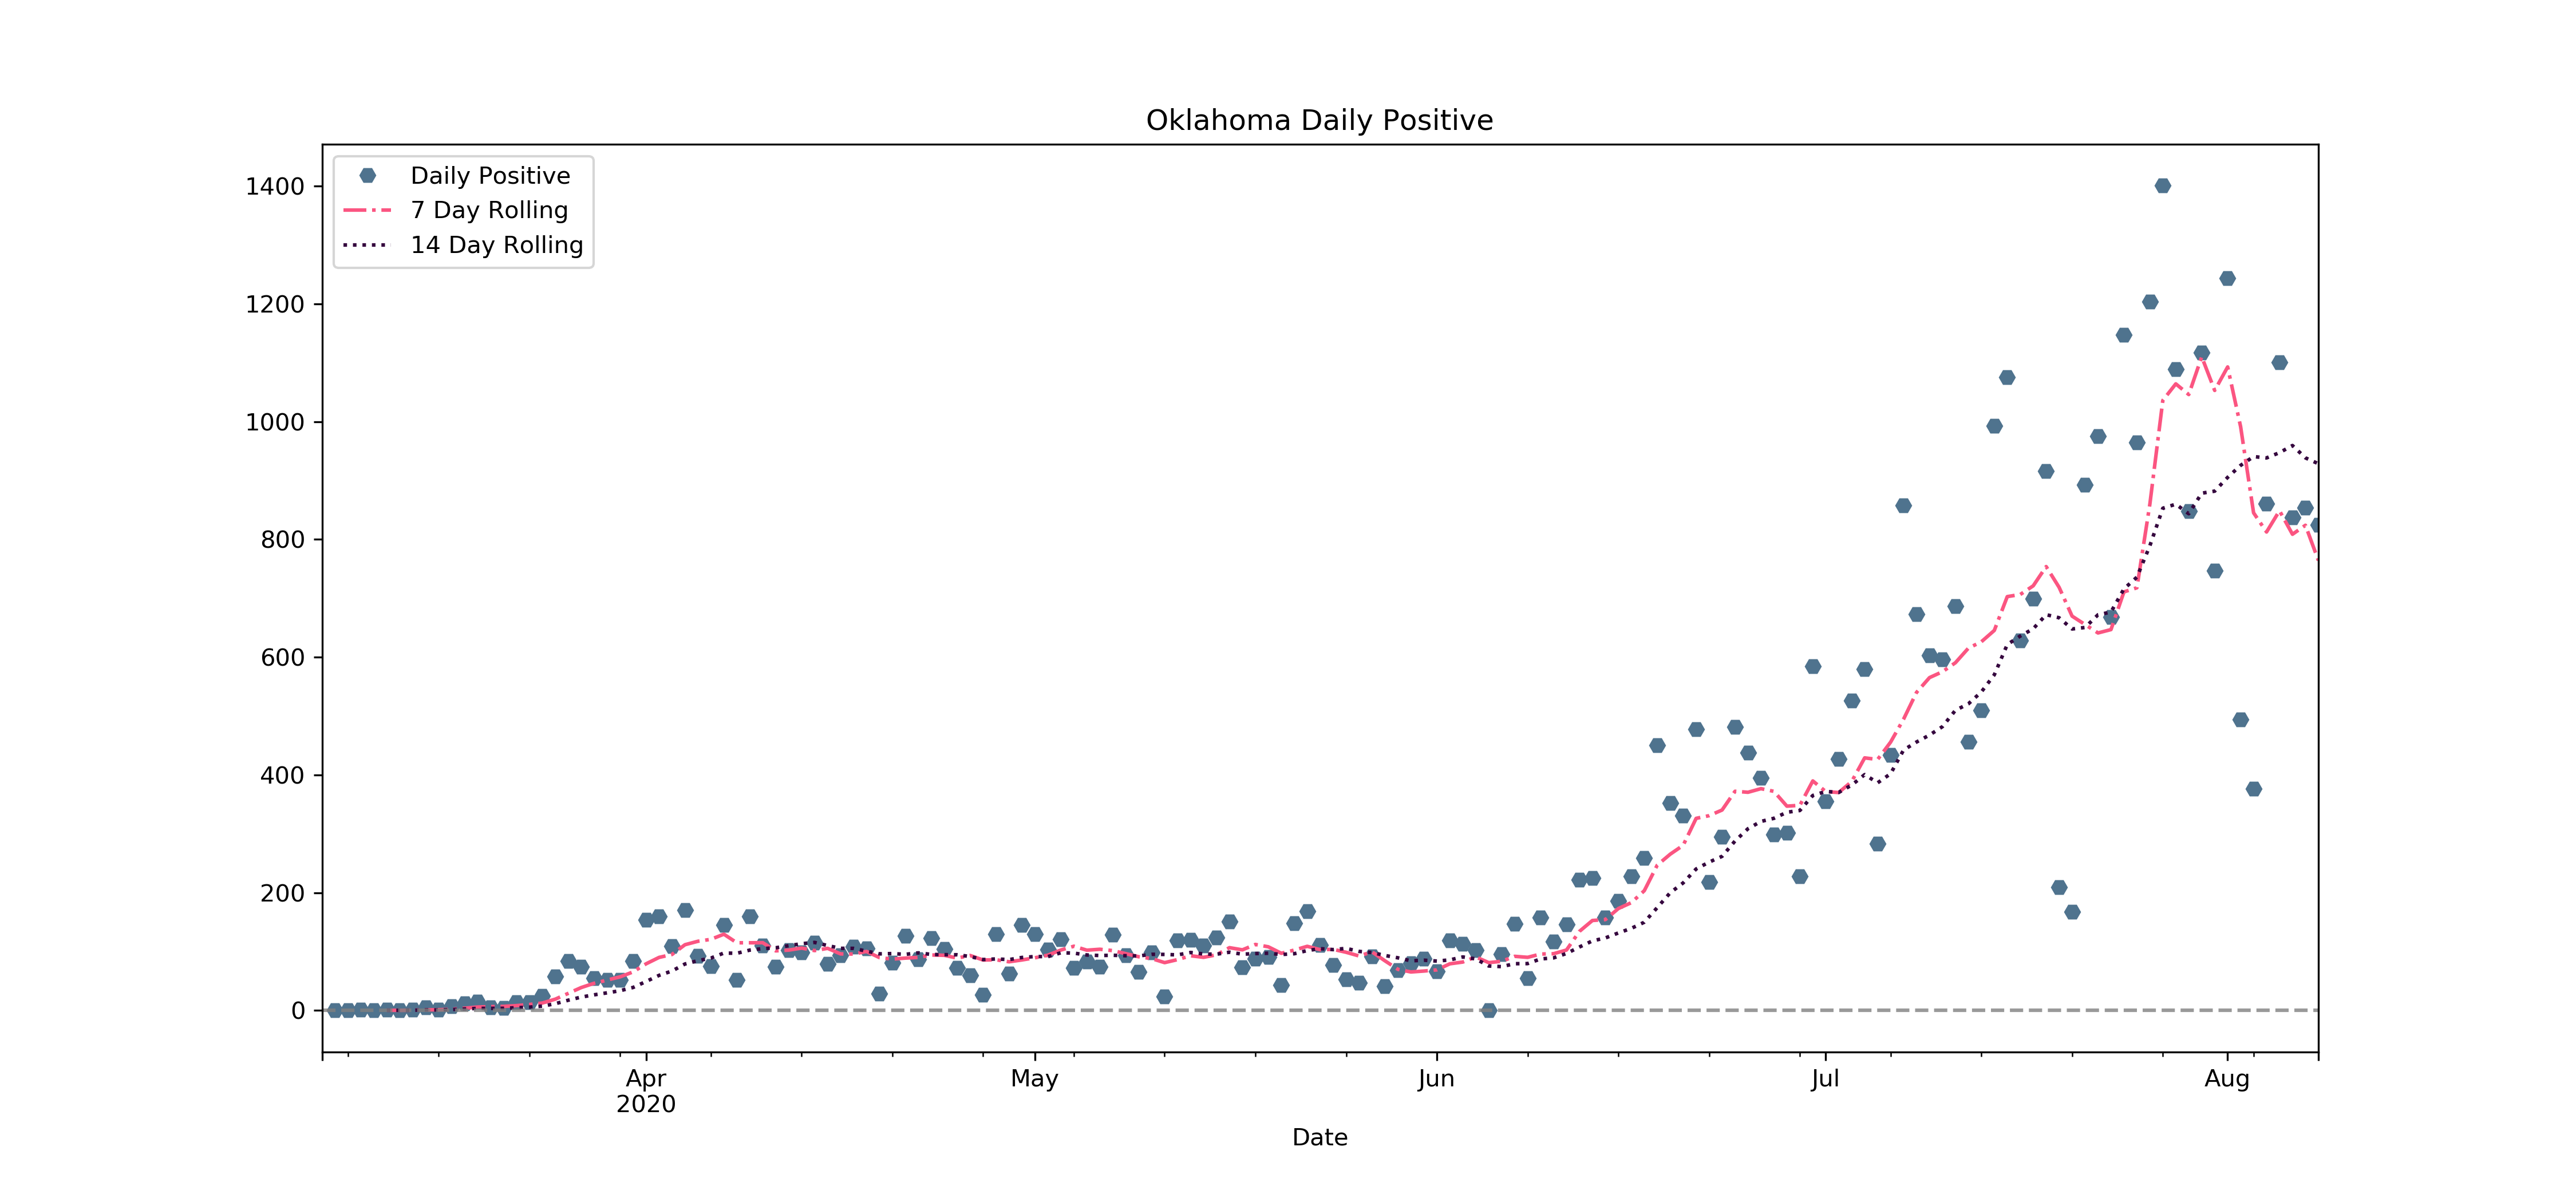 Oklahoma Daily Positive
Daily Positive
7 Day Rolling
14 Day Rolling
1400
1200
1000
800
600
400
200
0
Apr May Jun Jul Aug
2020
Date